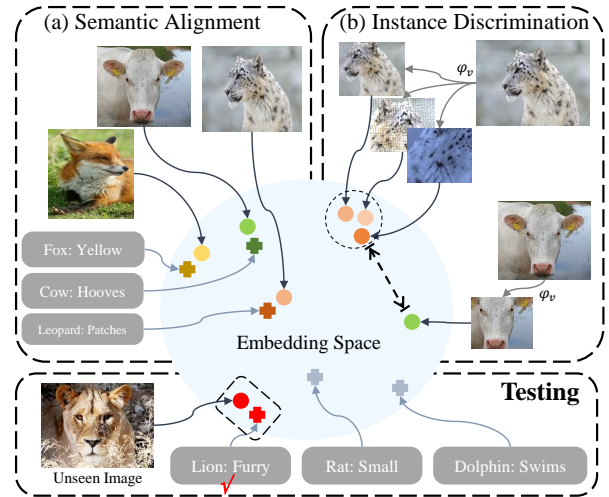 (a) Semantic Alignment
(b) Instance Discrimination
φᵥ
Fox: Yellow
Cow: Hooves
Leopard: Patches
φᵥ
Embedding Space
Testing
Unseen Image
Lion: Furry
Rat: Small
Dolphin: Swims